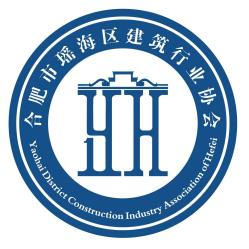 合肥市瑶海区建筑行业协会
Yaohai District Construction Industry Association of Hefei